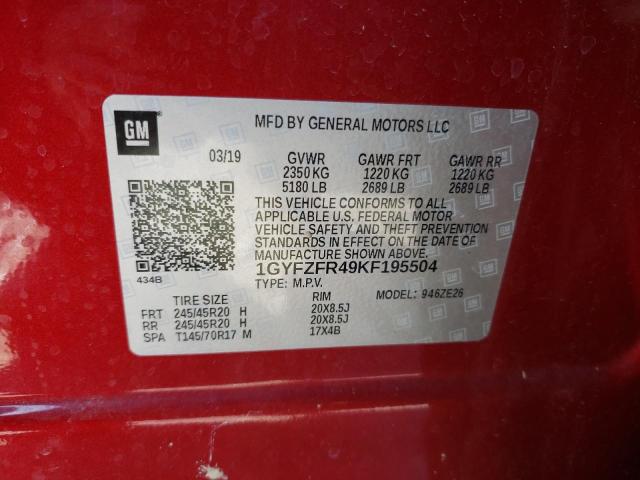 GM
MFD BY GENERAL MOTORS LLC
03/19 GVWR GAWR FRT GAWR RR
2350 KG 1220 KG 1220 KG
5180 LB 2689 LB 2689 LB
THIS VEHICLE CONFORMS TO ALL
APPLICABLE U.S. FEDERAL MOTOR
VEHICLE SAFETY AND THEFT PREVENTION
STANDARDS IN EFFECT ON THE DATE OF
MANUFACTURE SHOWN ABOVE.
434B 1GYFZFR49KF195504
TYPE: M.P.V. MODEL: 946ZE26
TIRE SIZE RIM
FRT 245/45R20 H 20X8.5J
RR 245/45R20 H 20X8.5J
SPA T145/70R17 M 17X4B